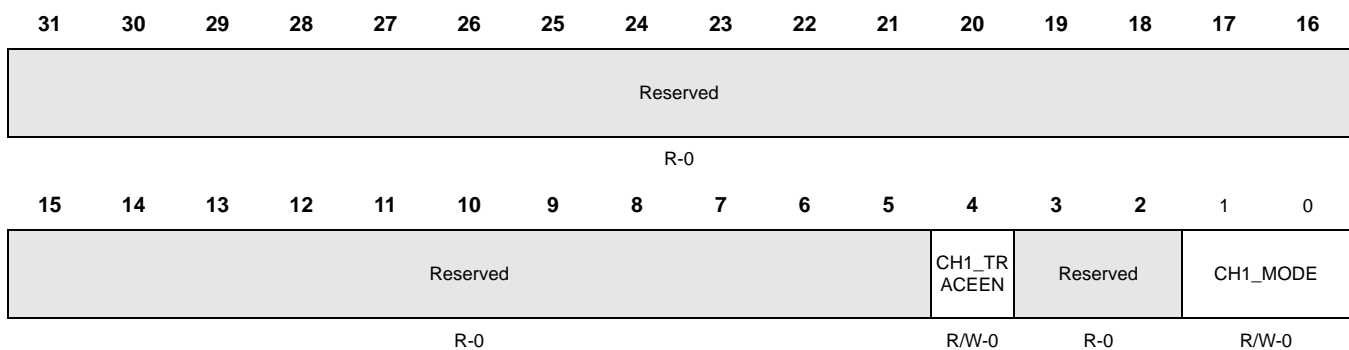 31 30 29 28 27 26 25 24 23 22 21 20 19 18 17 16
Reserved
R-0
15 14 13 12 11 10 9 8 7 6 5 4 3 2 1 0
Reserved CH1_TR Reserved CH1_MODE
ACEEN
R-0 R/W-0 R-0 R/W-0